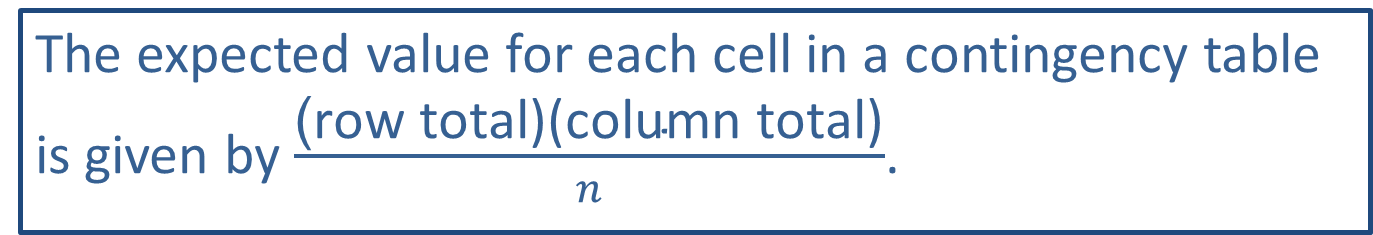 The expected value for each cell in a contingency table
is given by (row total)(column total)/n.